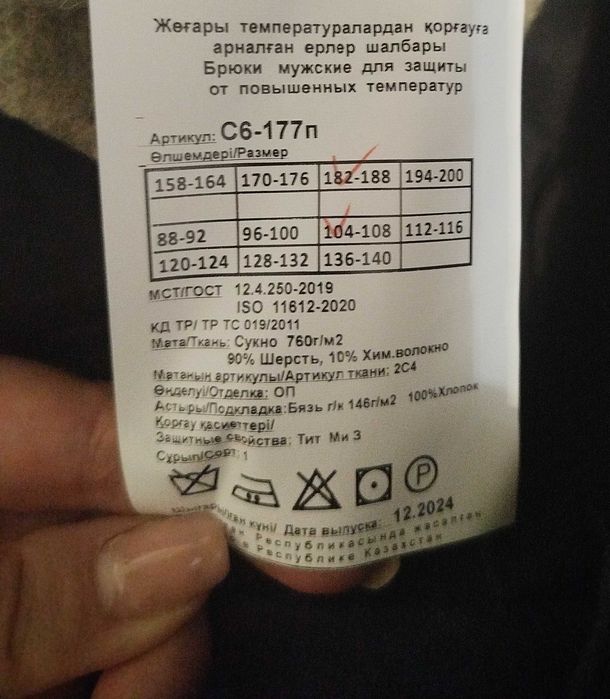 Жоғары температуралардан қорғауға
арналған ерлер шалбары
Брюки мужские для защиты
от повышенных температур
Артикул: С6-177п
Өлшемдері/Размер
158-164 170-176 182-188 194-200
88-92 96-100 104-108 112-116
120-124 128-132 136-140
МСТ/ГОСТ 12.4.250-2019
ISO 11612-2020
КД ТР/ ТР ТС 019/2011
Мата/Ткань: Сукно 760г/м2
90% Шерсть, 10% Хим.волокно
Матанын артикулы/Артикул ткани: 2С4
Өңделуі/Отделка: ОП
Астыры/Подкладка:Бязь г/к 146г/м2 100%Хлопок
Қорғау қасиеттері/
Защитные свойства: Тит Ми З
Сұрып/Сорт: 1
P
күні/ Дата выпуска: 12.2024
Республикасында жасалған
в Республике Казахстан